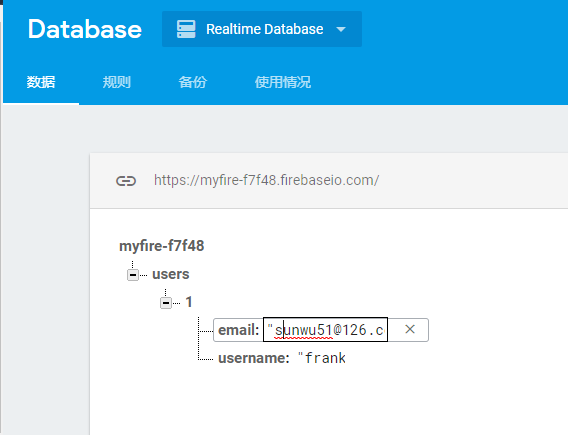 Database
Realtime Database
数据 规则 备份 使用情况
https://myfire-f7f48.firebaseio.com/
myfire-f7f48
users
1
email: "sunwu51@126.c
username: "frank